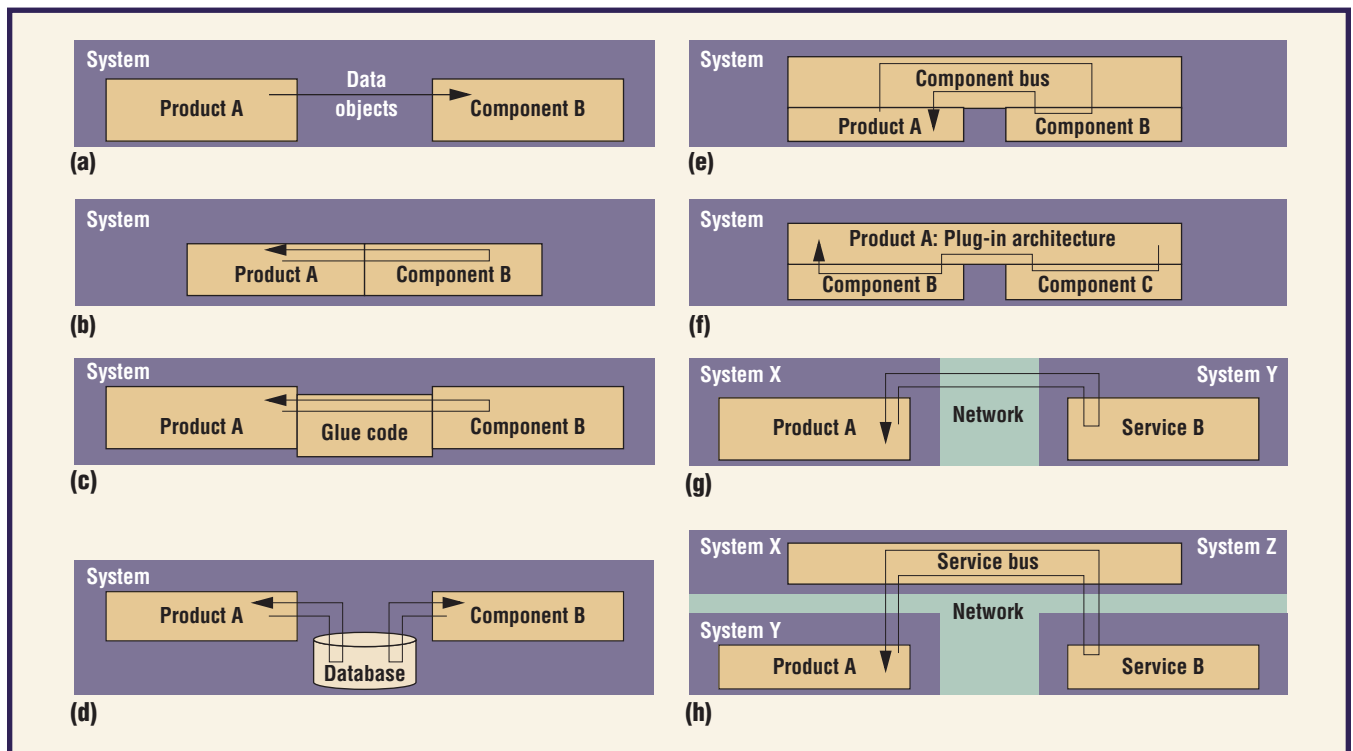 System
Data
objects
Product A
Component B
(a)
System
Product A
Component B
(b)
System
Product A
Glue code
Component B
(c)
System
Product A
Component B
Database
(d)
System
Component bus
Product A
Component B
(e)
System
Product A: Plug-in architecture
Component B
Component C
(f)
System X
System Y
Product A
Network
Service B
(g)
System X
System Z
Service bus
Network
System Y
Product A
Service B
(h)